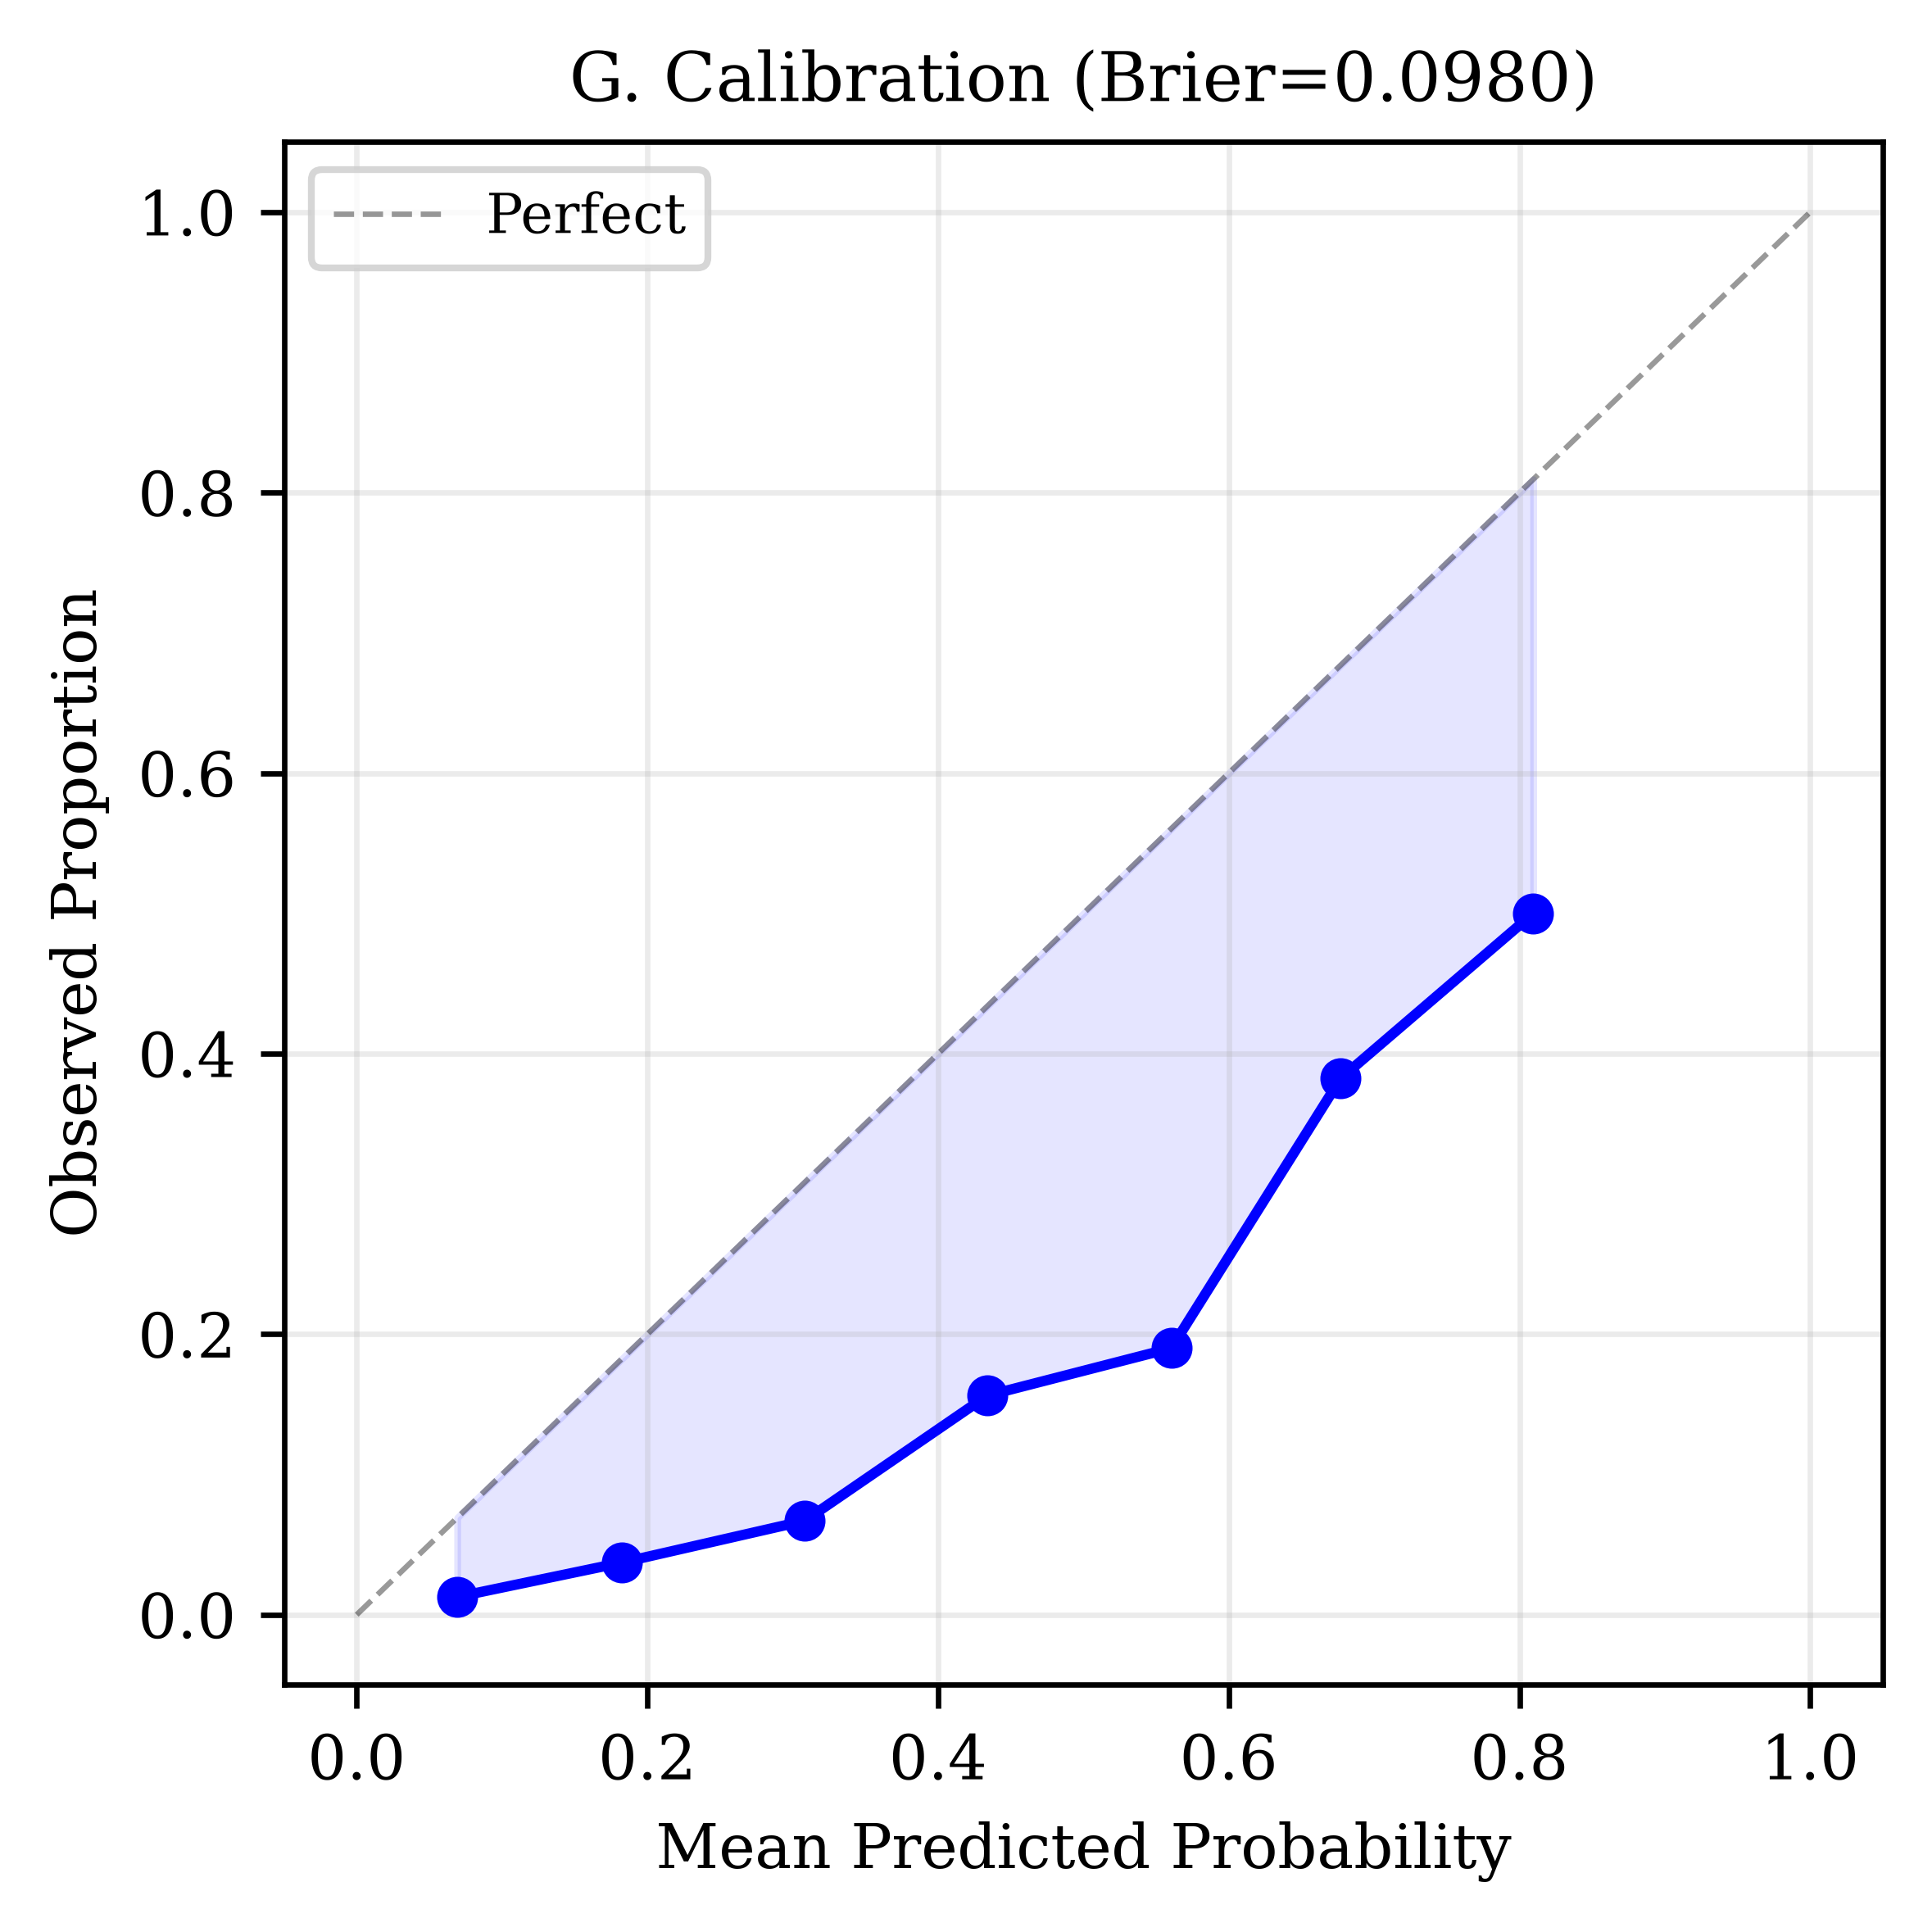 G. Calibration (Brier=0.0980)
Perfect
1.0
0.8
0.6
0.4
0.2
0.0
Observed Proportion
0.0 0.2 0.4 0.6 0.8 1.0
Mean Predicted Probability